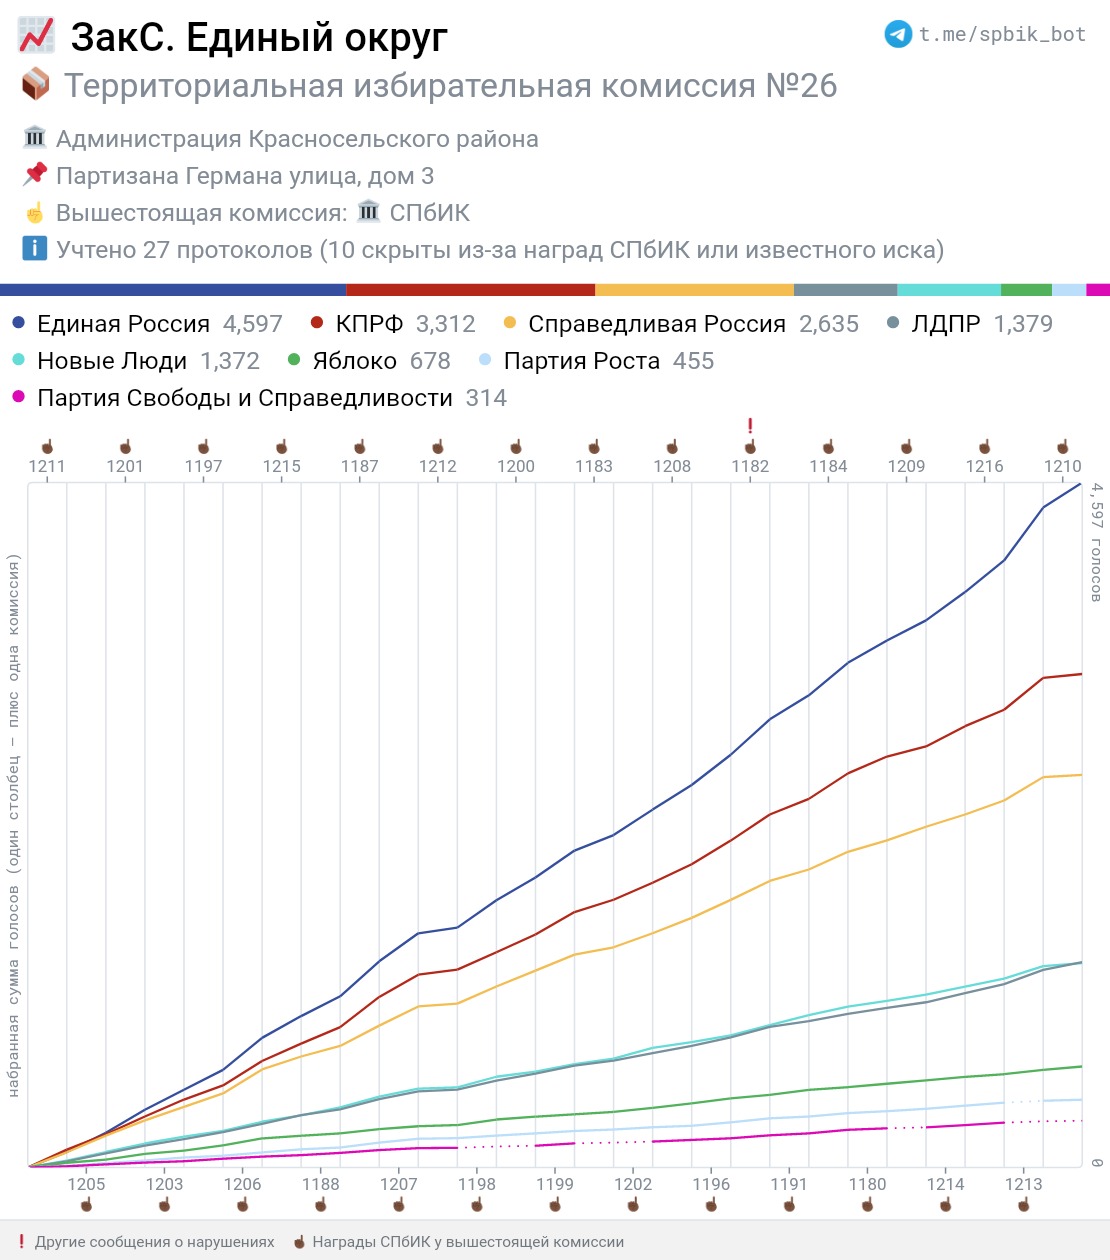 ЗакС. Единый округ
t.me/spbik_bot
Территориальная избирательная комиссия №26
Администрация Красносельского района
Партизана Германа улица, дом 3
Вышестоящая комиссия: СПбИК
Учтено 27 протоколов (10 скрыты из-за наград СПбИК или известного иска)
Единая Россия 4,597 КПРФ 3,312 Справедливая Россия 2,635 ЛДПР 1,379
Новые Люди 1,372 Яблоко 678 Партия Роста 455
Партия Свободы и Справедливости 314
1211 1201 1197 1215 1187 1212 1200 1183 1208 1182 1184 1209 1216 1210
4,597 голосов
набранная сумма голосов (один столбец — плюс одна комиссия)
0
1205 1203 1206 1188 1207 1198 1199 1202 1196 1191 1180 1214 1213
Другие сообщения о нарушениях Награды СПбИК у вышестоящей комиссии